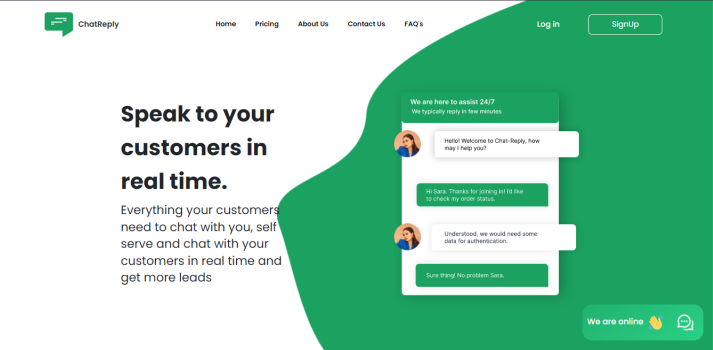 ChatReply
Home Pricing About Us Contact Us FAQ's
Log in SignUp
Speak to your
customers in
real time.
Everything your customers
need to chat with you, self
serve and chat with your
customers in real time and
get more leads
We are here to assist 24/7
We typically reply in few minutes
Hello! Welcome to Chat-Reply, how
may I help you?
Hi Sara. Thanks for joining in! I'd like
to check my order status.
Understood, we would need some
data for authentication.
Sure thing! No problem Sara.
We are online